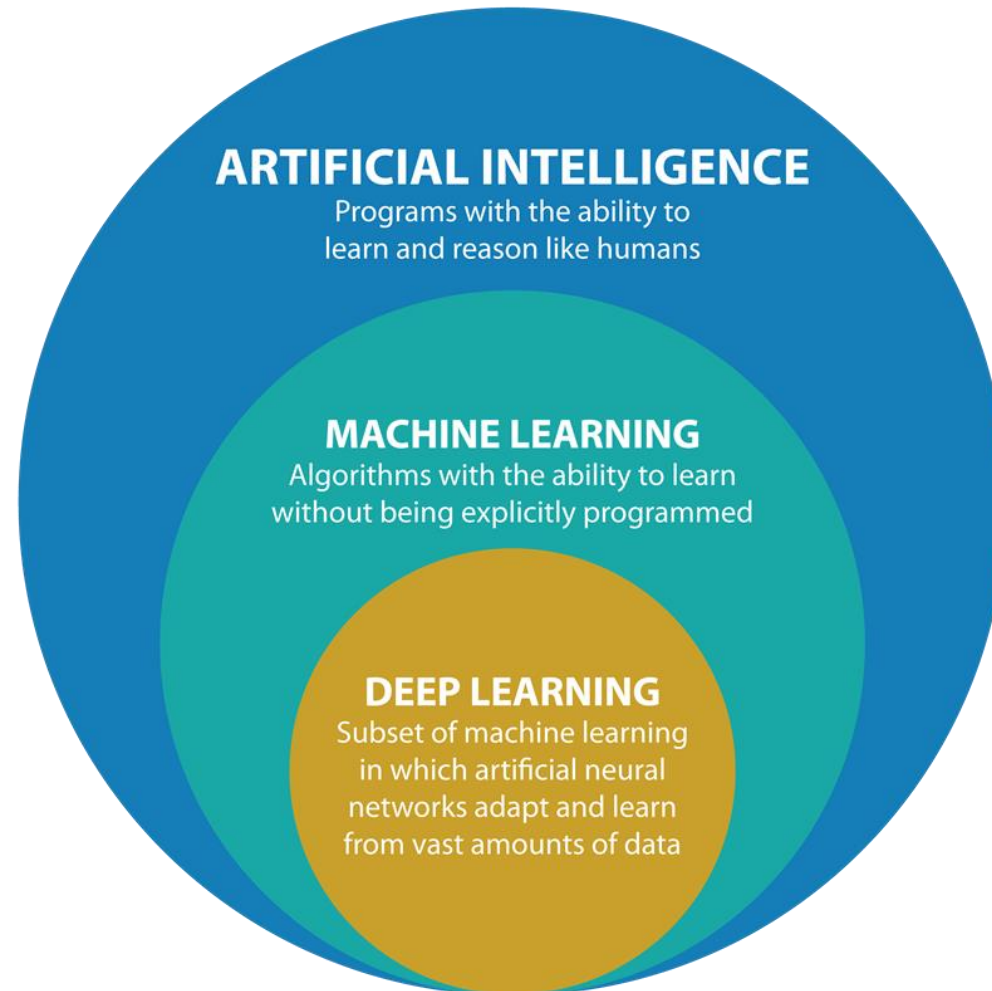 ARTIFICIAL INTELLIGENCE
Programs with the ability to
learn and reason like humans
MACHINE LEARNING
Algorithms with the ability to learn
without being explicitly programmed
DEEP LEARNING
Subset of machine learning
in which artificial neural
networks adapt and learn
from vast amounts of data